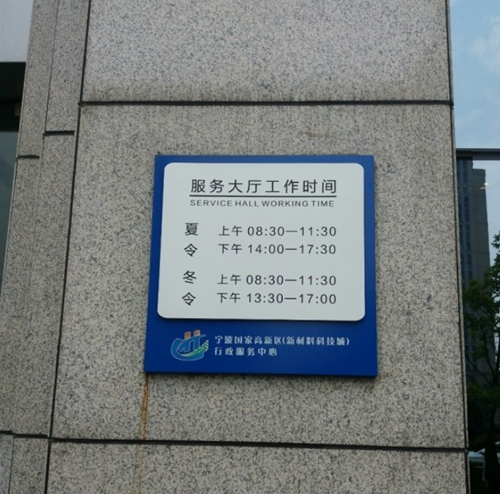 服务大厅工作时间
SERVICE HALL WORKING TIME
夏令 上午 08:30—11:30
下午 14:00—17:30
冬令 上午 08:30—11:30
下午 13:30—17:00
宁波国家高新区(新材料科技城)
行政服务中心